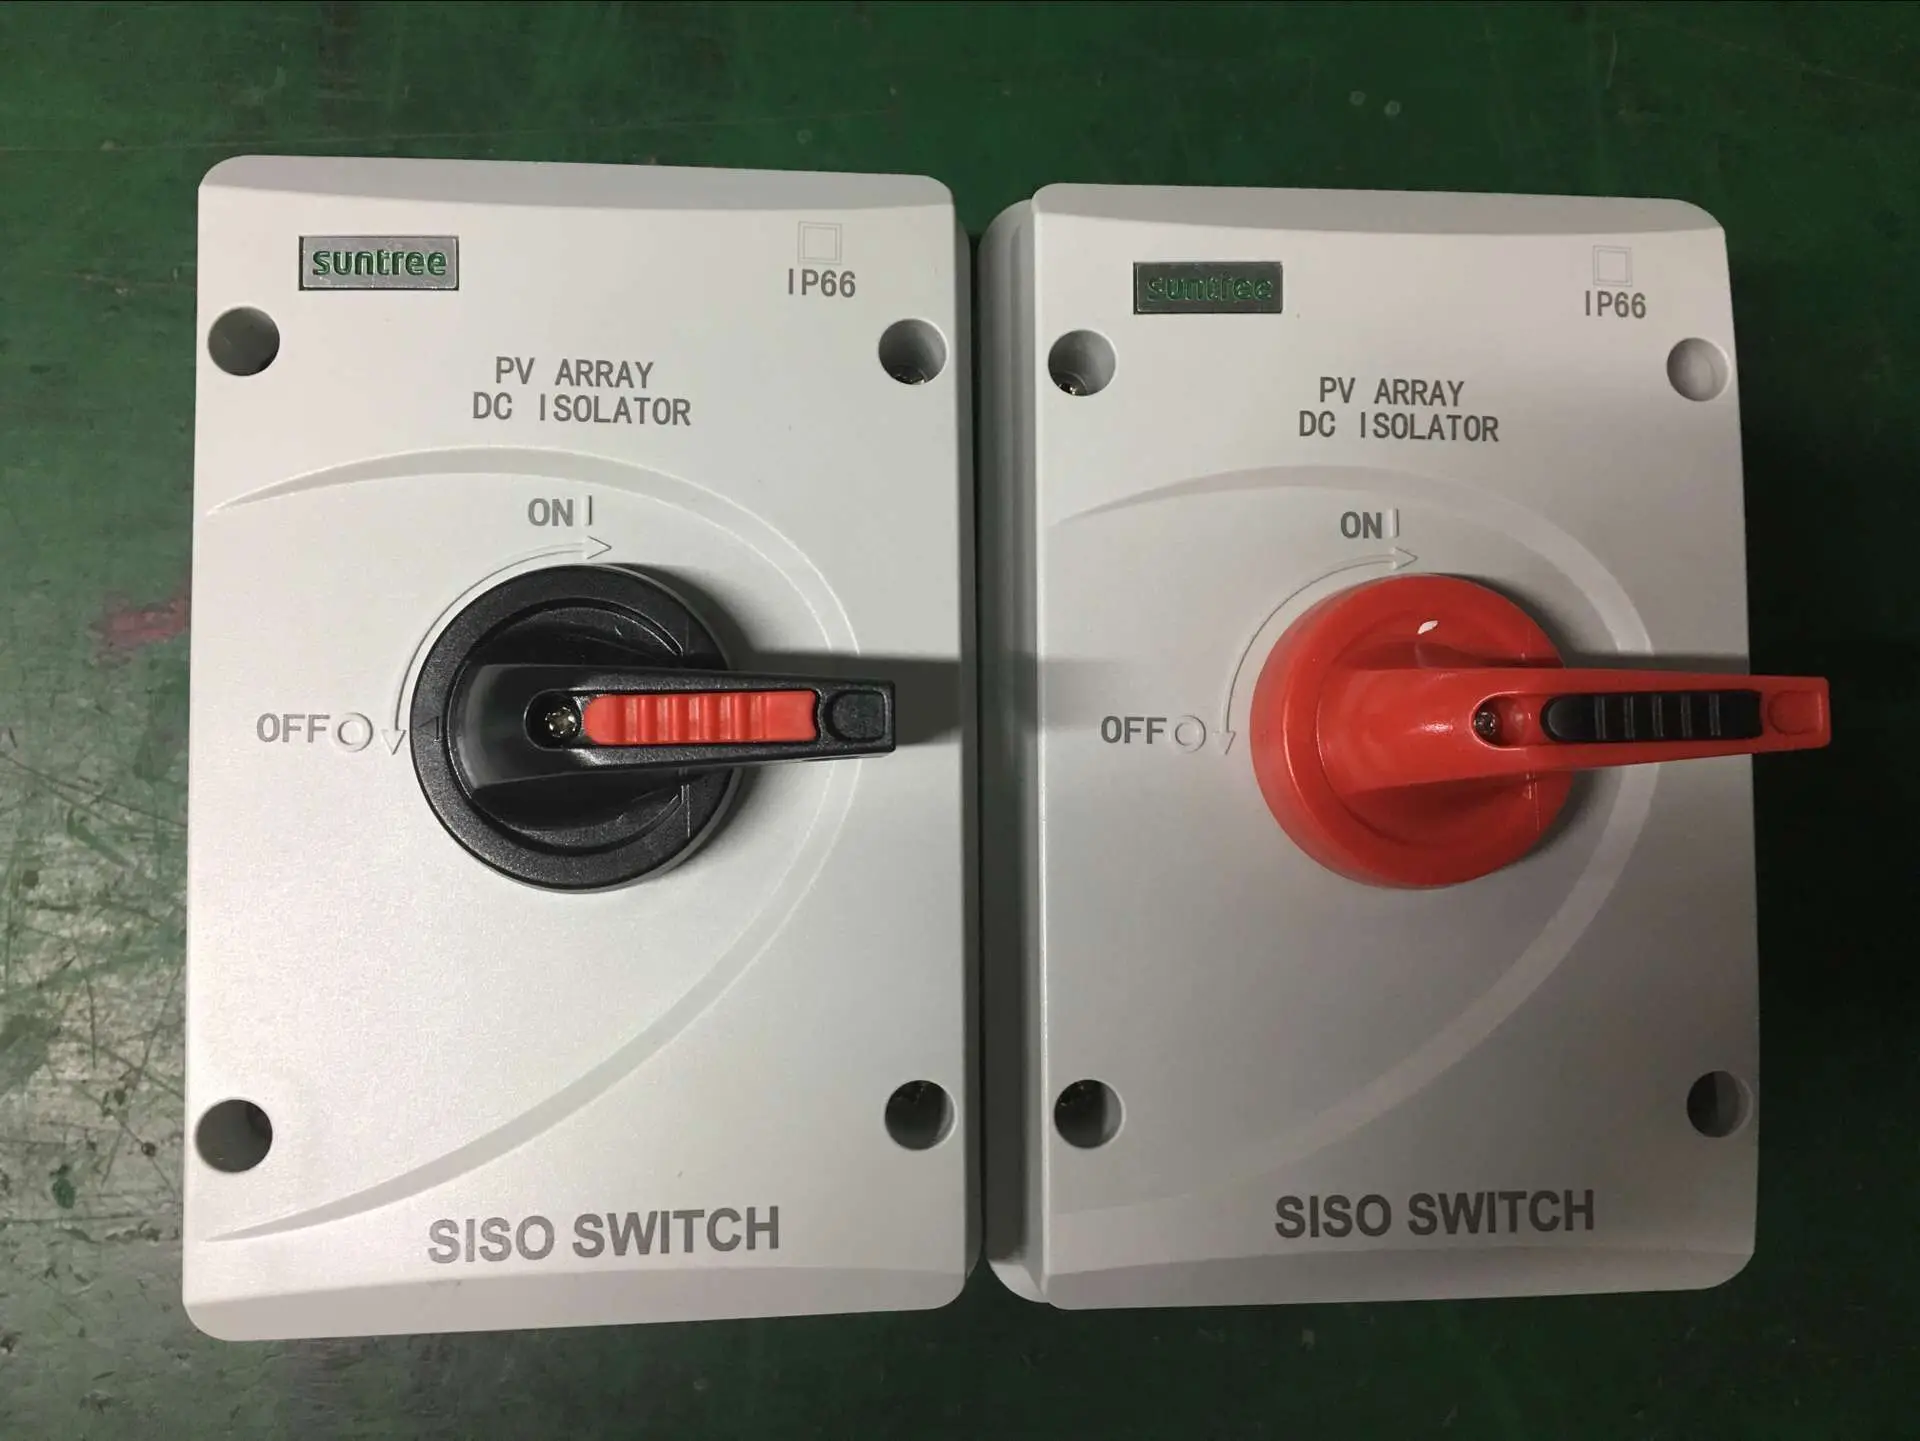 suntree
IP66
PV ARRAY
DC ISOLATOR
ON
OFF
SISO SWITCH
suntree
IP66
PV ARRAY
DC ISOLATOR
ON
OFF
SISO SWITCH